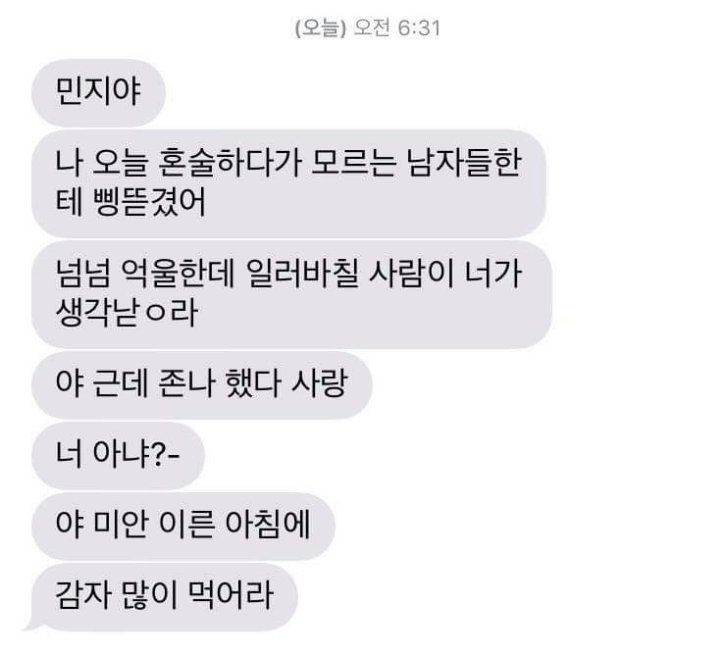 (오늘) 오전 6:31
민지야
나 오늘 혼술하다가 모르는 남자들한
테 삥뜯겼어
넘넘 억울한데 일러바칠 사람이 너가
생각낟ㅇ라
야 근데 존나 했다 사랑
너 아냐?-
야 미안 이른 아침에
감자 많이 먹어라